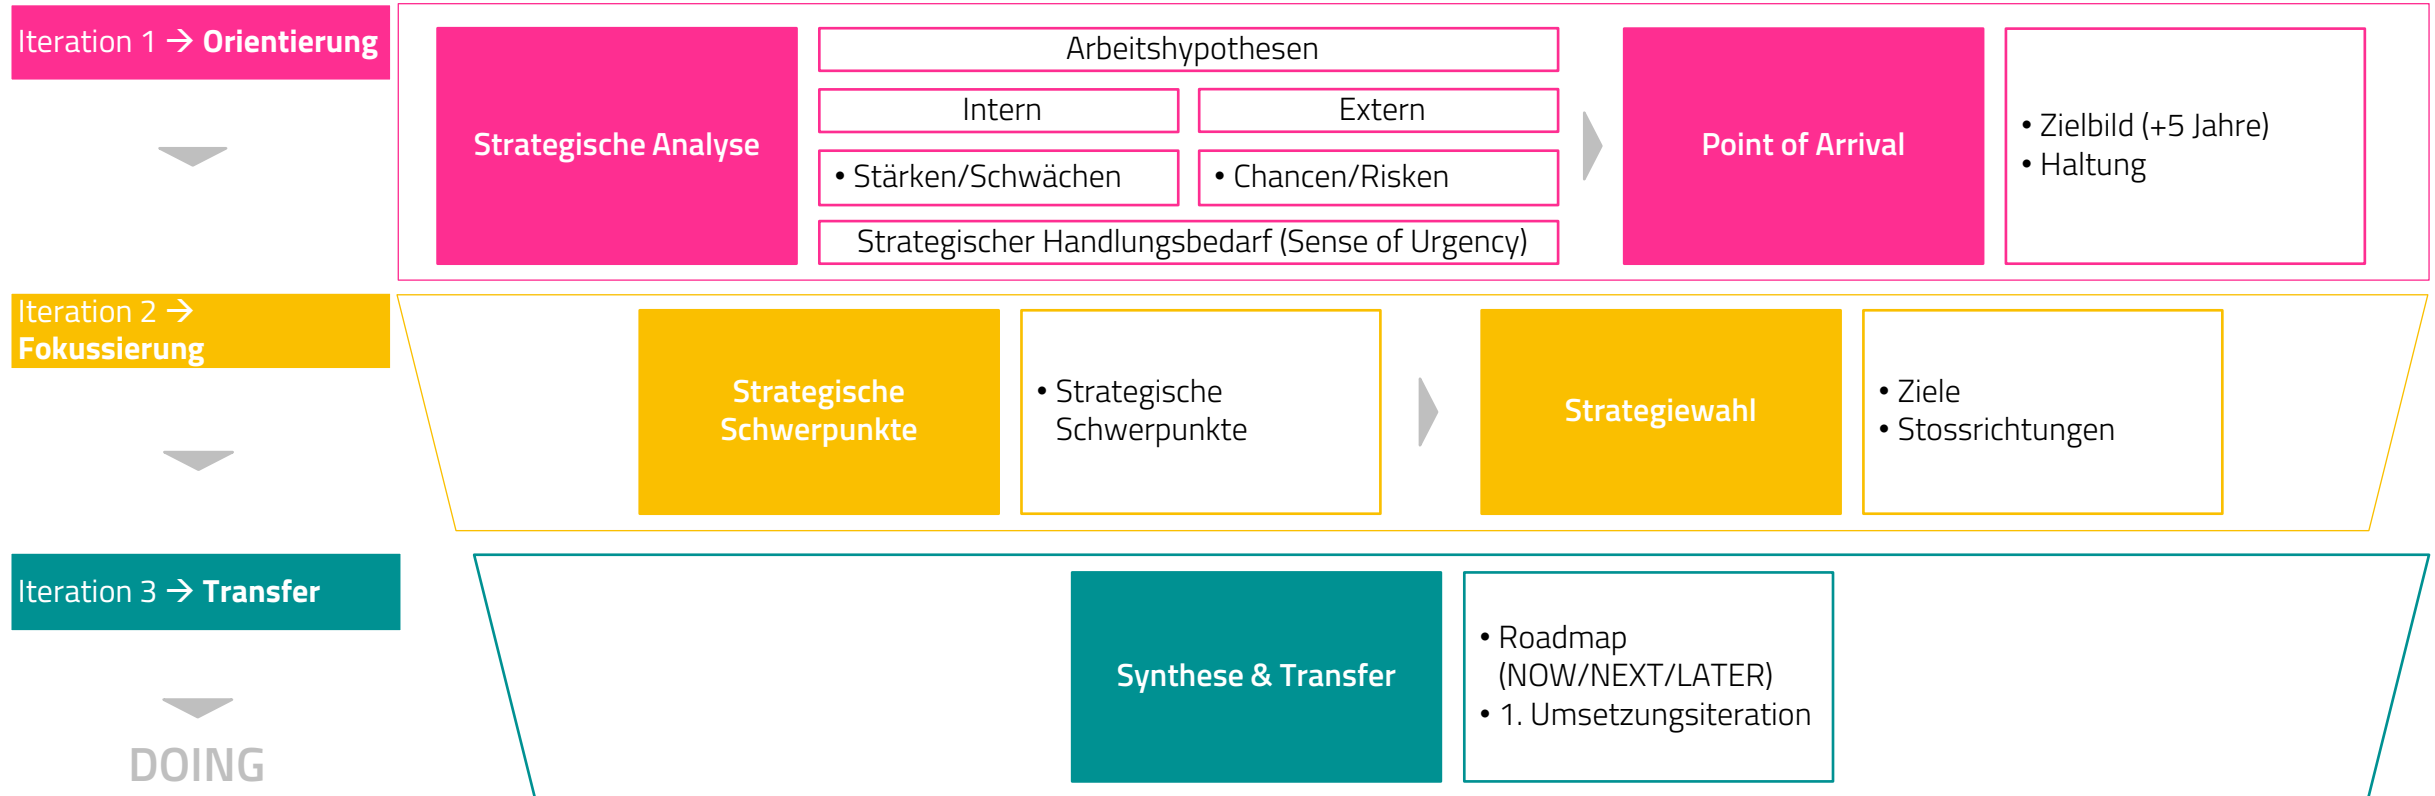 Iteration 1 → Orientierung
Strategische Analyse
Arbeitshypothesen
Intern
Extern
• Stärken/Schwächen
• Chancen/Risken
Strategischer Handlungsbedarf (Sense of Urgency)
Point of Arrival
• Zielbild (+5 Jahre)
• Haltung
Iteration 2 →
Fokussierung
Strategische
Schwerpunkte
• Strategische
Schwerpunkte
Strategiewahl
• Ziele
• Stossrichtungen
Iteration 3 → Transfer
Synthese & Transfer
• Roadmap
(NOW/NEXT/LATER)
• 1. Umsetzungsiteration
DOING